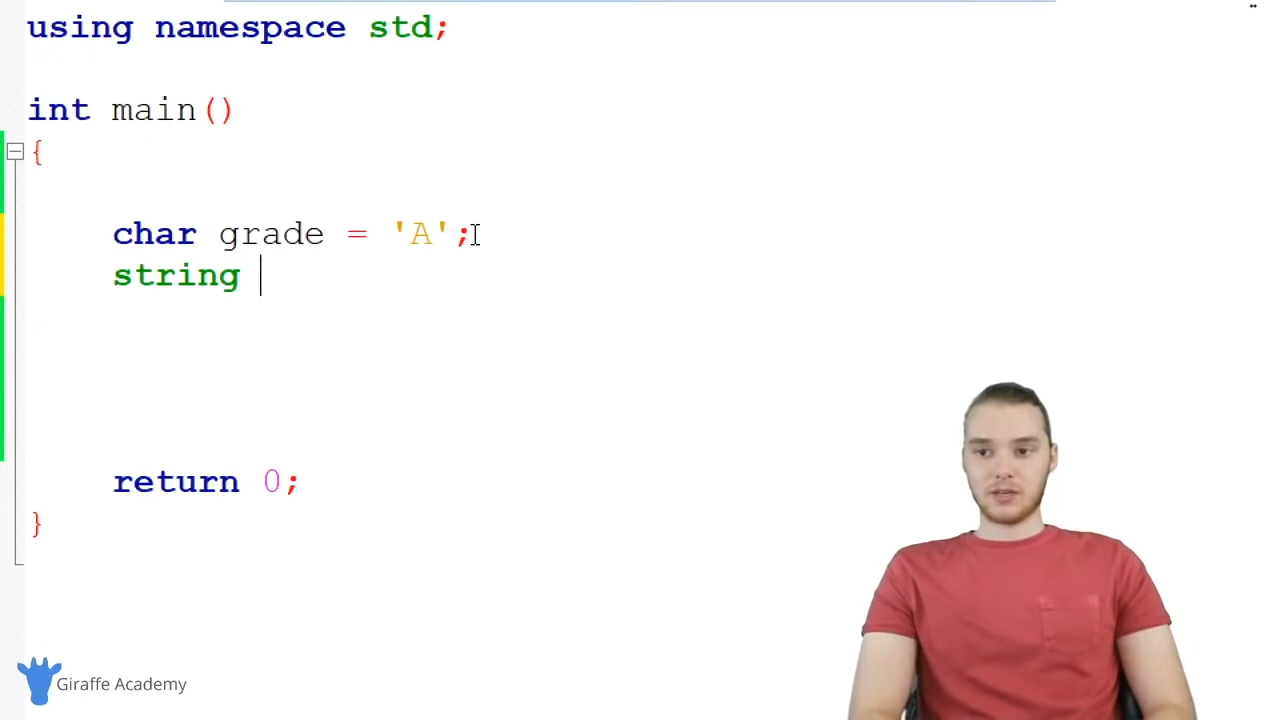 using namespace std;
int main()
{
char grade = 'A';
string
return 0;
}
Giraffe Academy